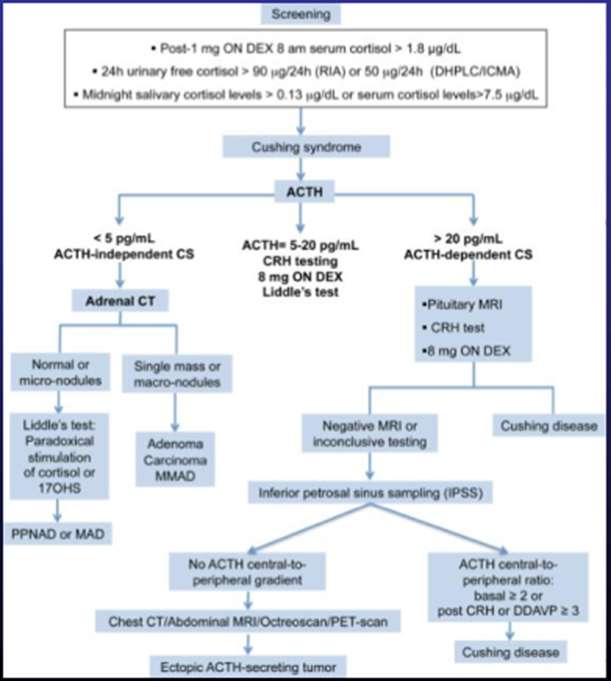 Screening
▪ Post-1 mg ON DEX 8 am serum cortisol > 1.8 µg/dL
▪ 24h urinary free cortisol > 90 µg/24h (RIA) or 50 µg/24h (DHPLC/ICMA)
▪ Midnight salivary cortisol levels > 0.13 µg/dL or serum cortisol levels>7.5 µg/dL
Cushing syndrome
ACTH
< 5 pg/mL
ACTH-independent CS
ACTH= 5-20 pg/mL
CRH testing
8 mg ON DEX
Liddle's test
> 20 pg/mL
ACTH-dependent CS
Adrenal CT
▪Pituitary MRI
▪ CRH test
▪8 mg ON DEX
Normal or
micro-nodules
Single mass or
macro-nodules
Liddle's test:
Paradoxical
stimulation
of cortisol or
17OHS
Adenoma
Carcinoma
MMAD
Negative MRI or
inconclusive testing
Cushing disease
Inferior petrosal sinus sampling (IPSS)
PPNAD or MAD
No ACTH central-to-
peripheral gradient
ACTH central-to-
peripheral ratio:
basal ≥ 2 or
post CRH or DDAVP ≥ 3
Chest CT/Abdominal MRI/Octreoscan/PET-scan
Cushing disease
Ectopic ACTH-secreting tumor